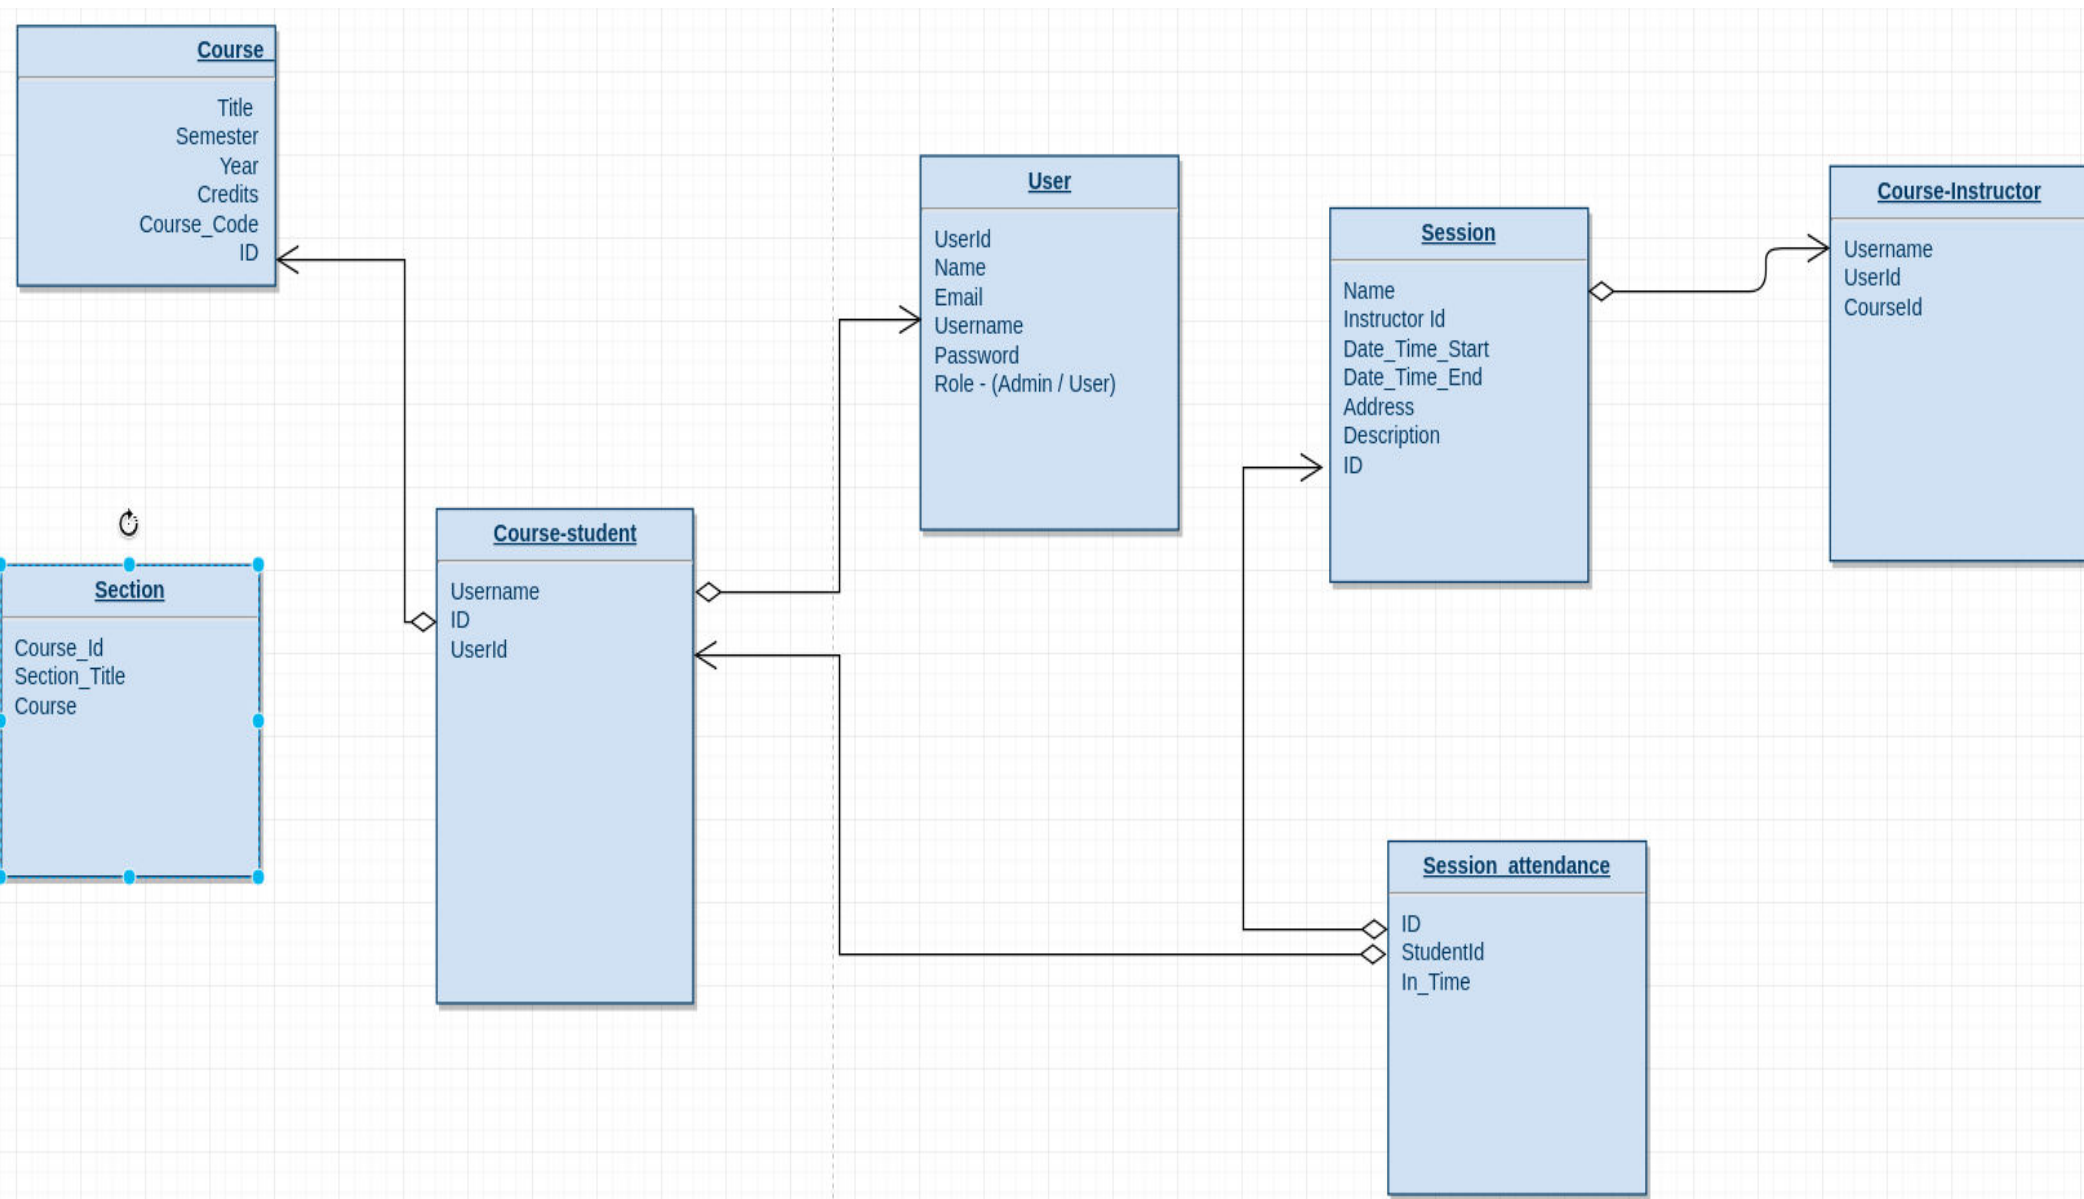 Course
Title
Semester
Year
Credits
Course_Code
ID
User
UserId
Name
Email
Username
Password
Role - (Admin / User)
Session
Name
Instructor Id
Date_Time_Start
Date_Time_End
Address
Description
ID
Course-Instructor
Username
UserId
CourseId
Section
Course_Id
Section_Title
Course
Course-student
Username
ID
UserId
Session_attendance
ID
StudentId
In_Time